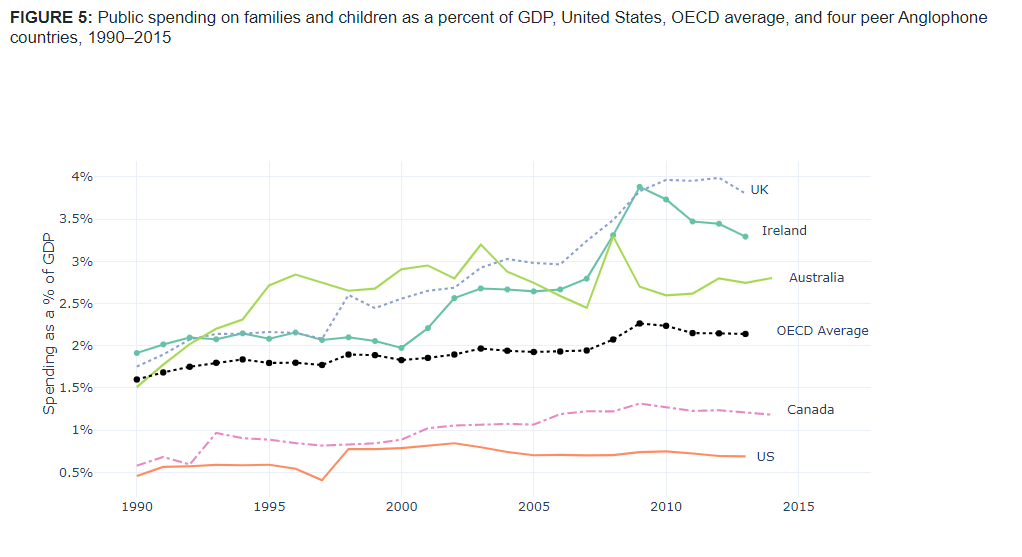 FIGURE 5: Public spending on families and children as a percent of GDP, United States, OECD average, and four peer Anglophone
countries, 1990–2015
Spending as a % of GDP
4%
3.5%
3%
2.5%
2%
1.5%
1%
0.5%
UK
Ireland
Australia
OECD Average
Canada
US
1990
1995
2000
2005
2010
2015